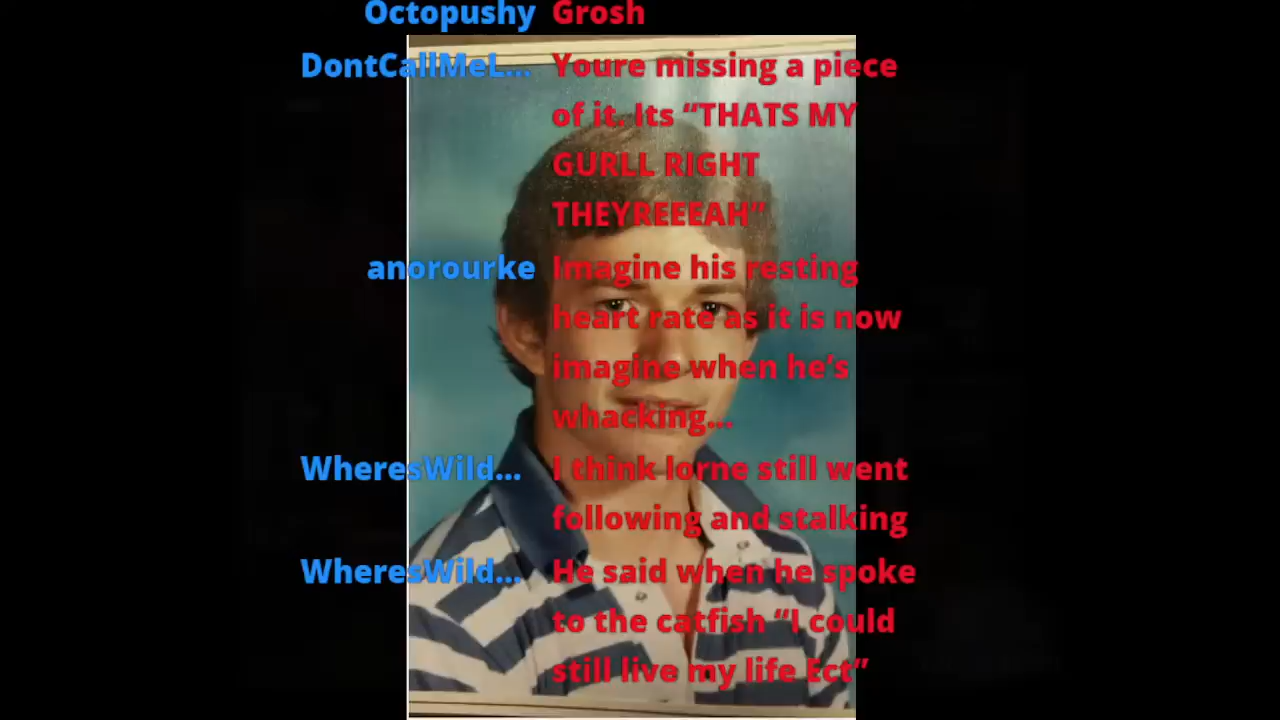 Octopushy Grosh
DontCallMeL... Youre missing a piece
of it. Its “THATS MY
GURLL RIGHT
THEYREEEAH”
anorourke Imagine his resting
heart rate as it is now
imagine when he’s
whacking...
WheresWild... I think lorne still went
following and stalking
WheresWild... He said when he spoke
to the catfish “I could
still live my life Ect”